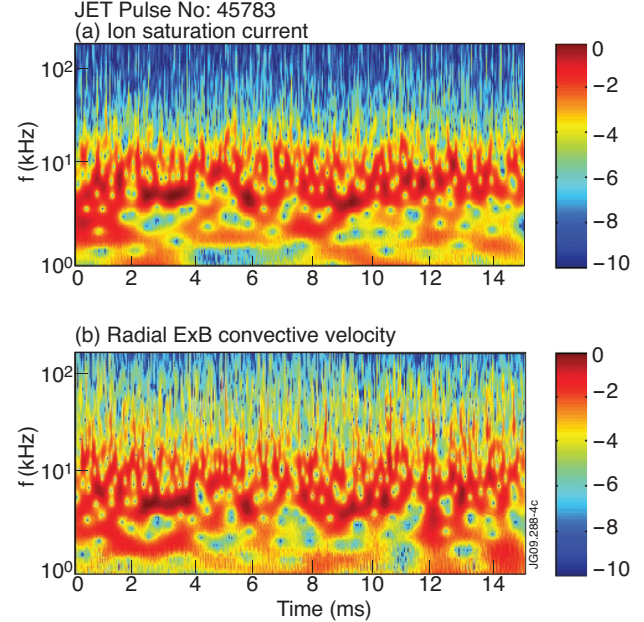 JET Pulse No: 45783
(a) Ion saturation current
f (kHz)
10²
10¹
10⁰
0 2 4 6 8 10 12 14
0
−2
−4
−6
−8
−10
(b) Radial ExB convective velocity
f (kHz)
10²
10¹
10⁰
0 2 4 6 8 10 12 14
Time (ms)
0
−2
−4
−6
−8
−10
JG09.288-4c